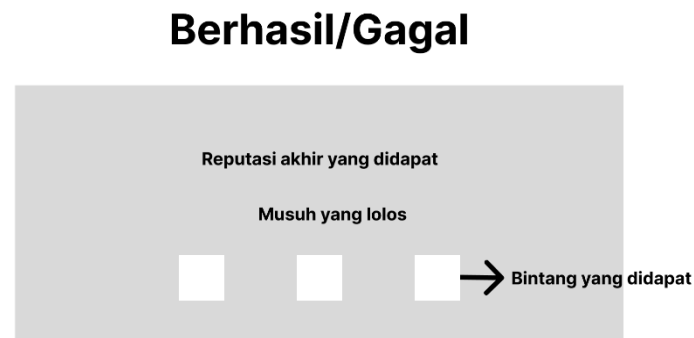 Berhasil/Gagal
Reputasi akhir yang didapat
Musuh yang lolos
Bintang yang didapat